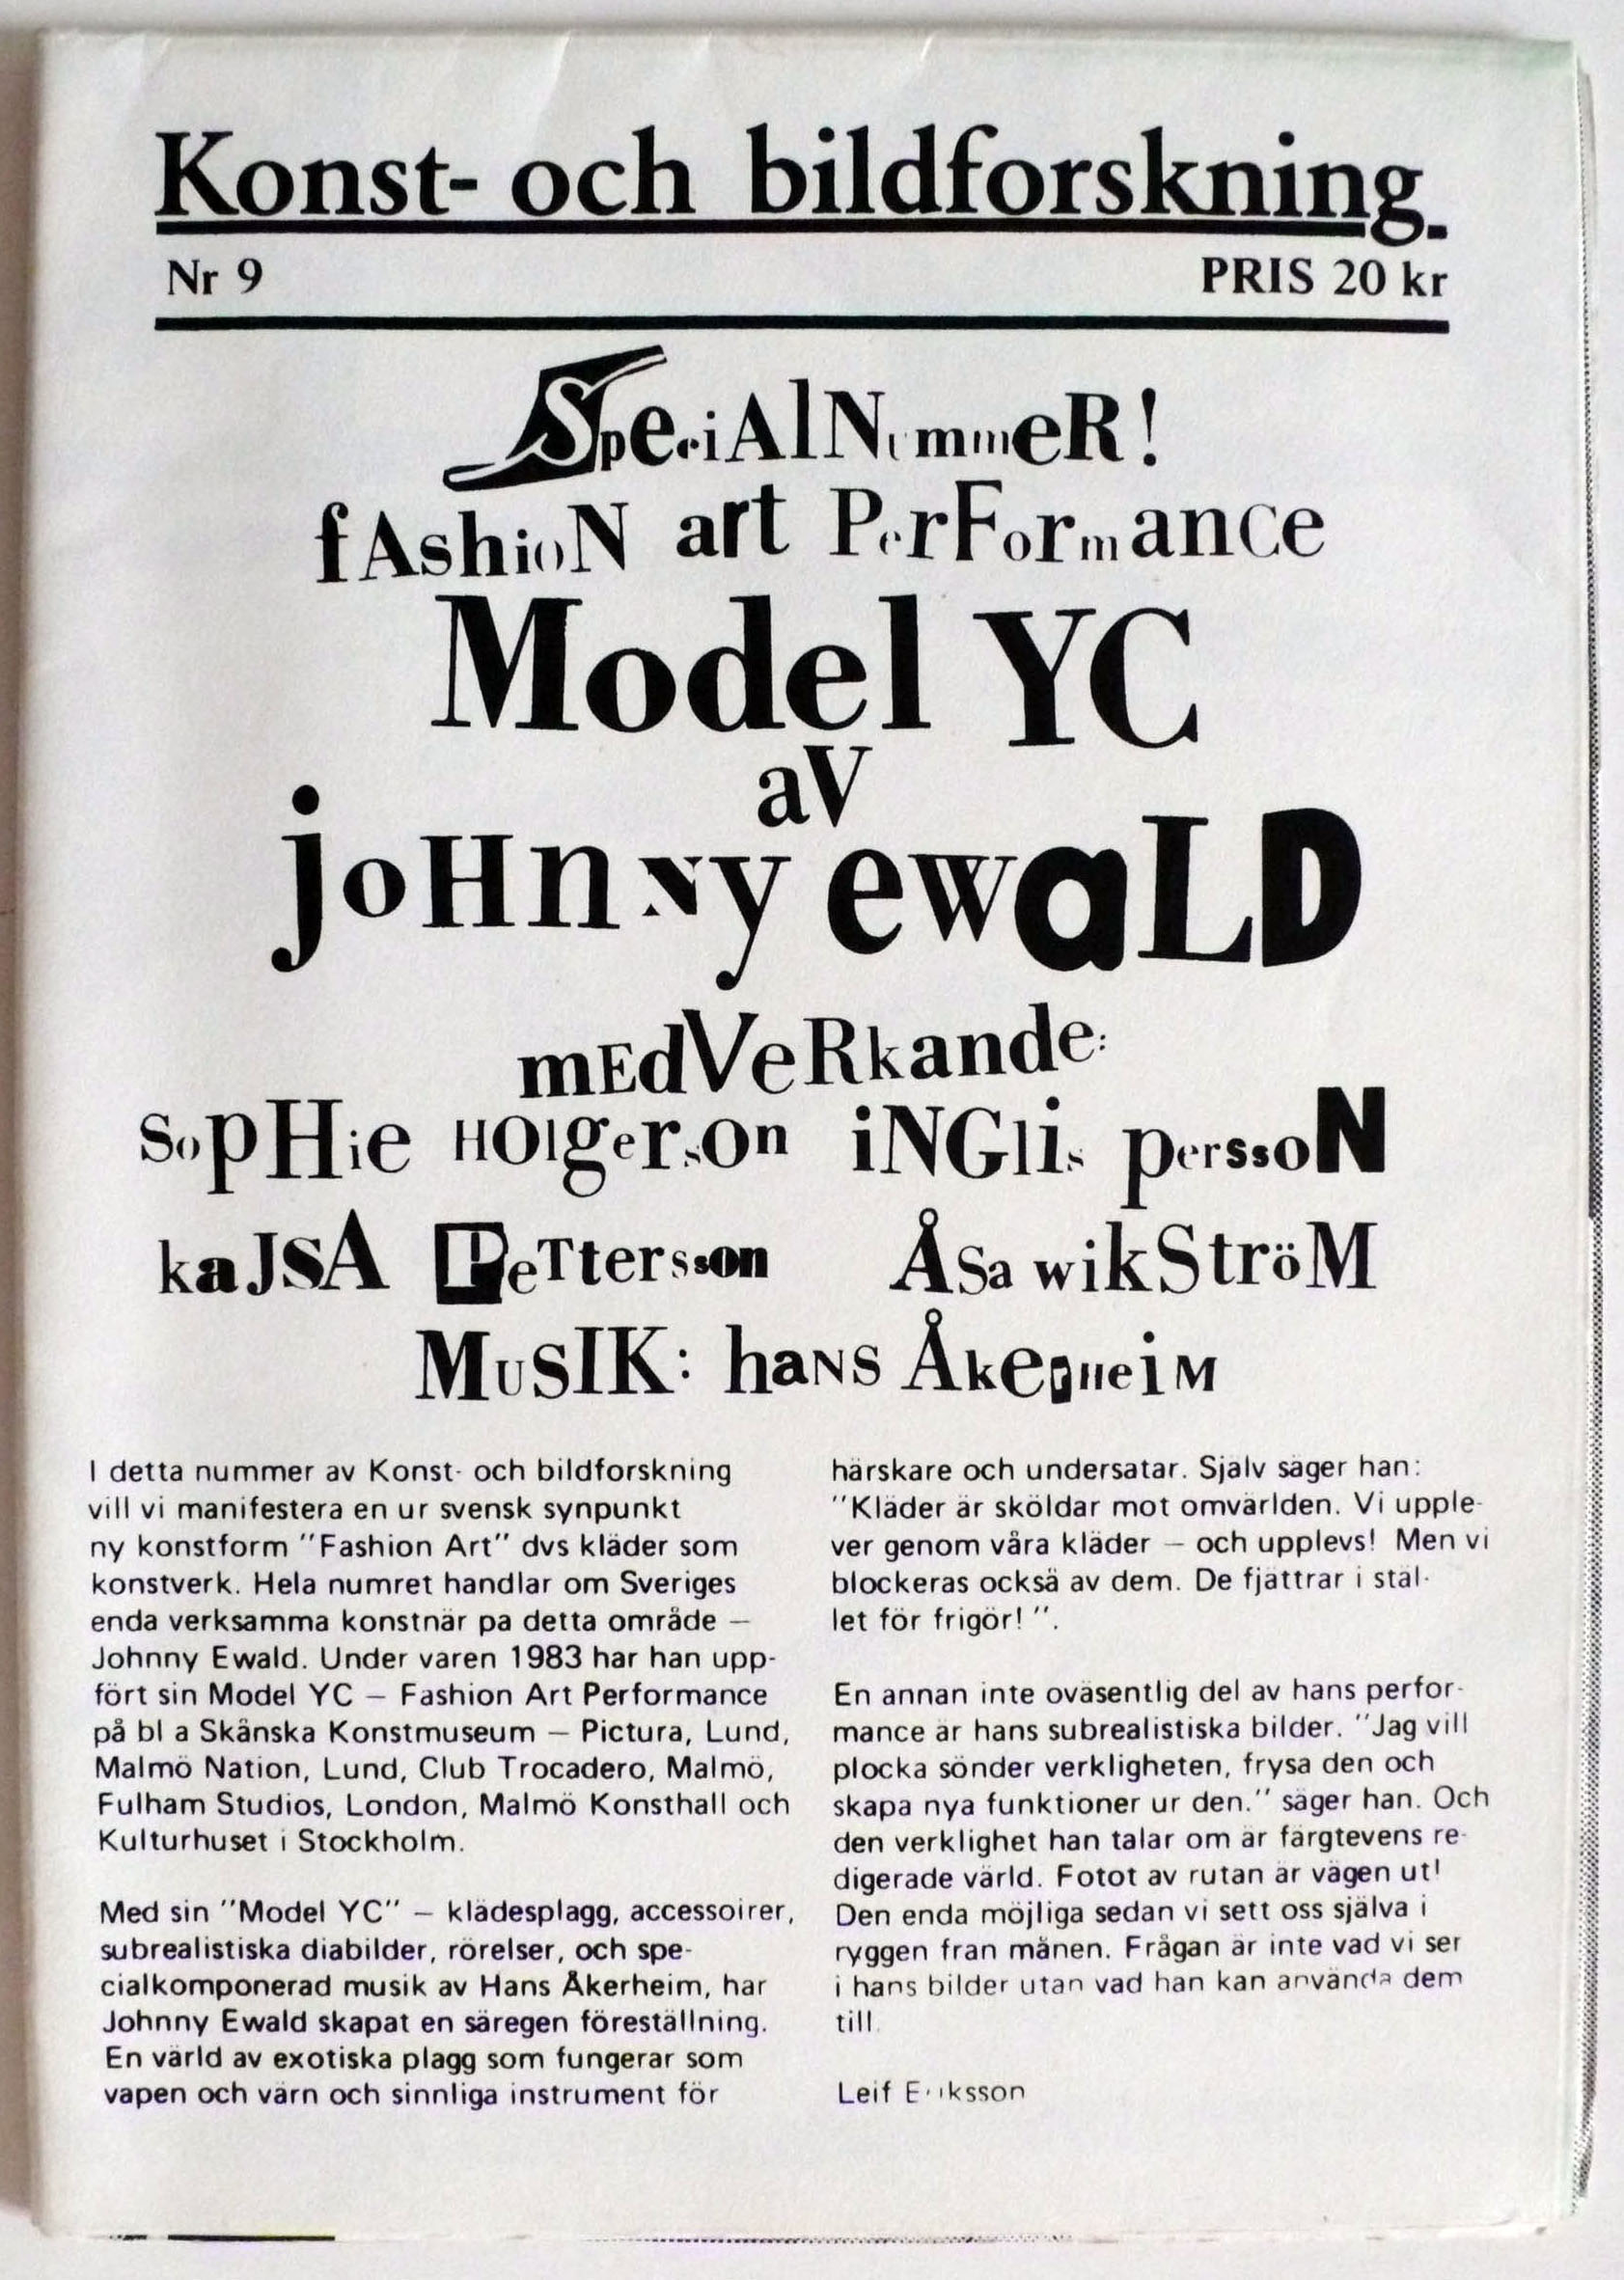 Konst- och bildforskning.
Nr 9 PRIS 20 kr
SpeciAlNummeR!
fAshioN art PerFormance
Model YC
aV
joHnNy ewaLD
mEdVeRkande:
SopHie HOlgerson iNGlis perssoN
kaJSA PeTtersson ÅSa wikStröM
MuSIK: haNS ÅkeRHeiM
I detta nummer av Konst- och bildforskning
vill vi manifestera en ur svensk synpunkt
ny konstform "Fashion Art" dvs kläder som
konstverk. Hela numret handlar om Sveriges
enda verksamma konstnär pa detta område —
Johnny Ewald. Under varen 1983 har han upp-
fört sin Model YC — Fashion Art Performance
på bl a Skånska Konstmuseum — Pictura, Lund,
Malmö Nation, Lund, Club Trocadero, Malmö,
Fulham Studios, London, Malmö Konsthall och
Kulturhuset i Stockholm.
Med sin "Model YC" — klädesplagg, accessoirer,
subrealistiska diabilder, rörelser, och spe-
cialkomponerad musik av Hans Åkerheim, har
Johnny Ewald skapat en säregen föreställning.
En värld av exotiska plagg som fungerar som
vapen och värn och sinnliga instrument för
härskare och undersatar. Själv säger han:
"Kläder är sköldar mot omvärlden. Vi upple-
ver genom våra kläder — och upplevs! Men vi
blockeras också av dem. De fjättrar i stäl-
let för frigör! ".
En annan inte oväsentlig del av hans perfor-
mance är hans subrealistiska bilder. "Jag vill
plocka sönder verkligheten, frysa den och
skapa nya funktioner ur den." säger han. Och
den verklighet han talar om är färgtevens re-
digerade värld. Fotot av rutan är vägen ut!
Den enda möjliga sedan vi sett oss själva i
ryggen fran månen. Frågan är inte vad vi ser
i hans bilder utan vad han kan använda dem
till.
Leif Eriksson